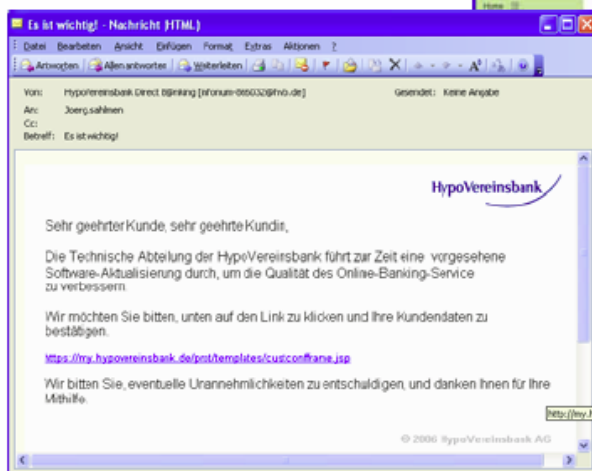 Home
Es ist wichtig! - Nachricht (HTML)
Datei Bearbeiten Ansicht Einfügen Format Extras Aktionen ?
Antworten Allen antworten Weiterleiten
Von: HypoVereinsbank Direct B@nking Gesendet: Keine Angabe
An: Joerg.sahlmen
Cc:
Betreff: Es ist wichtig!
HypoVereinsbank
Sehr geehrter Kunde, sehr geehrte Kundin,
Die Technische Abteilung der HypoVereinsbank führt zur Zeit eine vorgesehene
Software-Aktualisierung durch, um die Qualität des Online-Banking-Service
zu verbessern.
Wir möchten Sie bitten, unten auf den Link zu klicken und Ihre Kundendaten zu
bestätigen.
https://my.hypovereinsbank.de/prot/templates/custconfframe.jsp
Wir bitten Sie, eventuelle Unannehmlichkeiten zu entschuldigen, und danken Ihnen für Ihre
Mithilfe.
http://my.h
© 2006 HypoVereinsbank AG